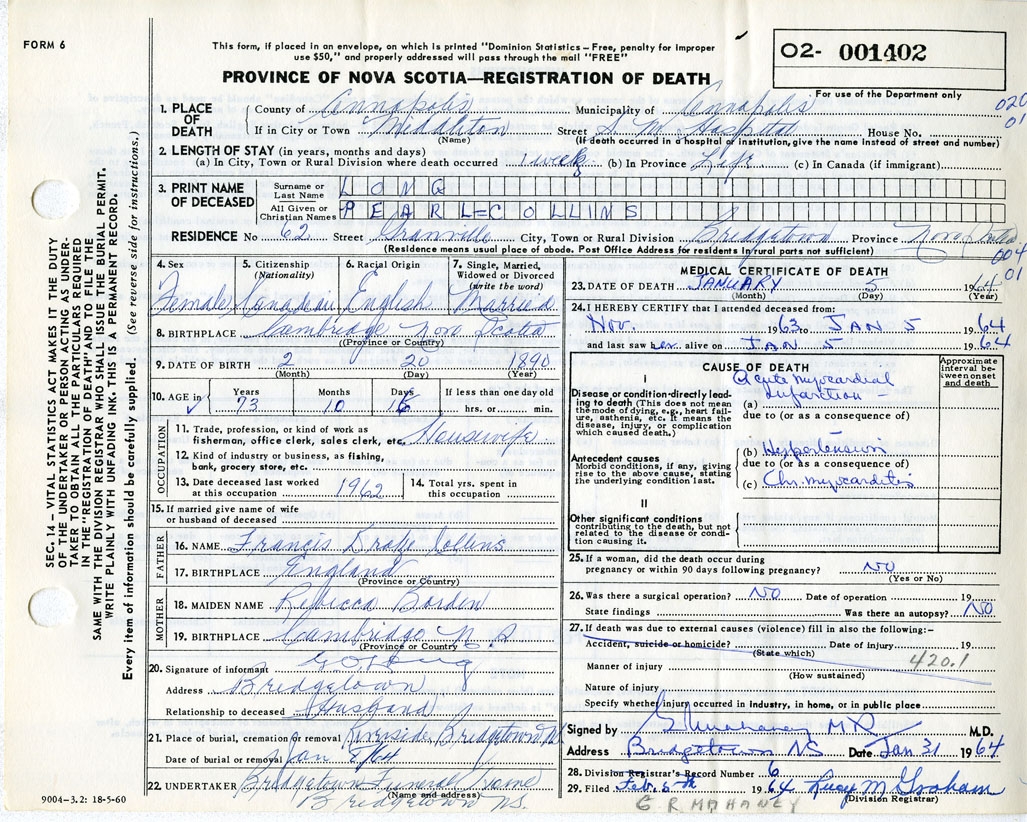 FORM 6
This form, if placed in an envelope, on which is printed "Dominion Statistics – Free, penalty for improper
use $50," and properly addressed will pass through the mail "FREE"
PROVINCE OF NOVA SCOTIA—REGISTRATION OF DEATH
02- 001402
For use of the Department only
020
01
1. PLACE OF DEATH
County of Annapolis Municipality of Annapolis
If in City or Town Middleton Street S. M. Hospital House No.
(Name) (If death occurred in a hospital or institution, give the name instead of street and number)
2. LENGTH OF STAY (in years, months and days)
(a) In City, Town or Rural Division where death occurred 1 week (b) In Province Life (c) In Canada (if immigrant)
3. PRINT NAME OF DECEASED
Surname or Last Name LONG
All Given or Christian Names PEARL=COLLINS
RESIDENCE No 62 Street Granville City, Town or Rural Division Bridgetown Province Nova Scotia
(Residence means usual place of abode. Post Office Address for residents in rural parts not sufficient)
004
01
4. Sex Female
5. Citizenship (Nationality) Canadian
6. Racial Origin English
7. Single, Married, Widowed or Divorced (write the word) Married
8. BIRTHPLACE Cambridge Nova Scotia
(Province or Country)
9. DATE OF BIRTH 2 20 1890
(Month) (Day) (Year)
10. AGE in Years 73 Months 10 Days 16 If less than one day old hrs. or min.
OCCUPATION
11. Trade, profession, or kind of work as fisherman, office clerk, sales clerk, etc. Housewife
12. Kind of industry or business, as fishing, bank, grocery store, etc.
13. Date deceased last worked at this occupation 1962
14. Total yrs. spent in this occupation
15. If married give name of wife or husband of deceased
FATHER
16. NAME Francis Drake Collins
17. BIRTHPLACE England
(Province or Country)
MOTHER
18. MAIDEN NAME Rebecca Borden
19. BIRTHPLACE Cambridge N S
(Province or Country)
20. Signature of informant G O Long
Address Bridgetown
Relationship to deceased Husband
21. Place of burial, cremation or removal Riverside Bridgetown NS
Date of burial or removal Jan 8/64
22. UNDERTAKER Bridgetown Funeral Home
(Name and address)
Bridgetown NS.
9004–3.2: 18-5-60
MEDICAL CERTIFICATE OF DEATH
23. DATE OF DEATH JANUARY 5 1964
(Month) (Day) (Year)
24. I HEREBY CERTIFY that I attended deceased from:
Nov. 1963 to JAN 5 1964
and last saw her alive on JAN 5 1964
CAUSE OF DEATH
Approximate interval between onset and death
I
Disease or condition directly leading to death (This does not mean the mode of dying, e.g., heart failure, asthenia, etc. It means the disease, injury, or complication which caused death.)
(a) Acute myocardial infarction –
due to (or as a consequence of)
Antecedent causes
Morbid conditions, if any, giving rise to the above cause, stating the underlying condition last.
(b) Hypertension
due to (or as a consequence of)
(c) Chr. myocarditis
II
Other significant conditions contributing to the death, but not related to the disease or condition causing it.
25. If a woman, did the death occur during pregnancy or within 90 days following pregnancy? NO
(Yes or No)
26. Was there a surgical operation? NO Date of operation 19
State findings Was there an autopsy? NO
27. If death was due to external causes (violence) fill in also the following:–
Accident, suicide or homicide? Date of injury 19
(State which)
420.1
Manner of injury
(How sustained)
Nature of injury
Specify whether injury occurred in industry, in home, or in public place
Signed by G R Mahaney MD M.D.
Address Bridgetown NS Date Jan 31 1964
28. Division Registrar's Record Number 6
29. Filed Feb. 5th 1964 Lucy M Graham
(Division Registrar)
G R MAHANEY
SEC. 14 – VITAL STATISTICS ACT MAKES IT THE DUTY
OF THE UNDERTAKER OR PERSON ACTING AS UNDER-
TAKER TO OBTAIN ALL THE PARTICULARS REQUIRED
IN THE "REGISTRATION OF DEATH" AND TO FILE THE
SAME WITH THE DIVISION REGISTRAR WHO SHALL ISSUE THE BURIAL PERMIT.
WRITE PLAINLY WITH UNFADING INK. THIS IS A PERMANENT RECORD.
Every item of information should be carefully supplied. (See reverse side for instructions.)